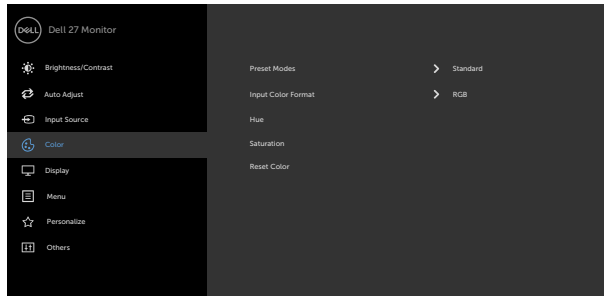 DELL Dell 27 Monitor
Brightness/Contrast
Auto Adjust
Input Source
Color
Display
Menu
Personalize
Others
Preset Modes Standard
Input Color Format RGB
Hue
Saturation
Reset Color